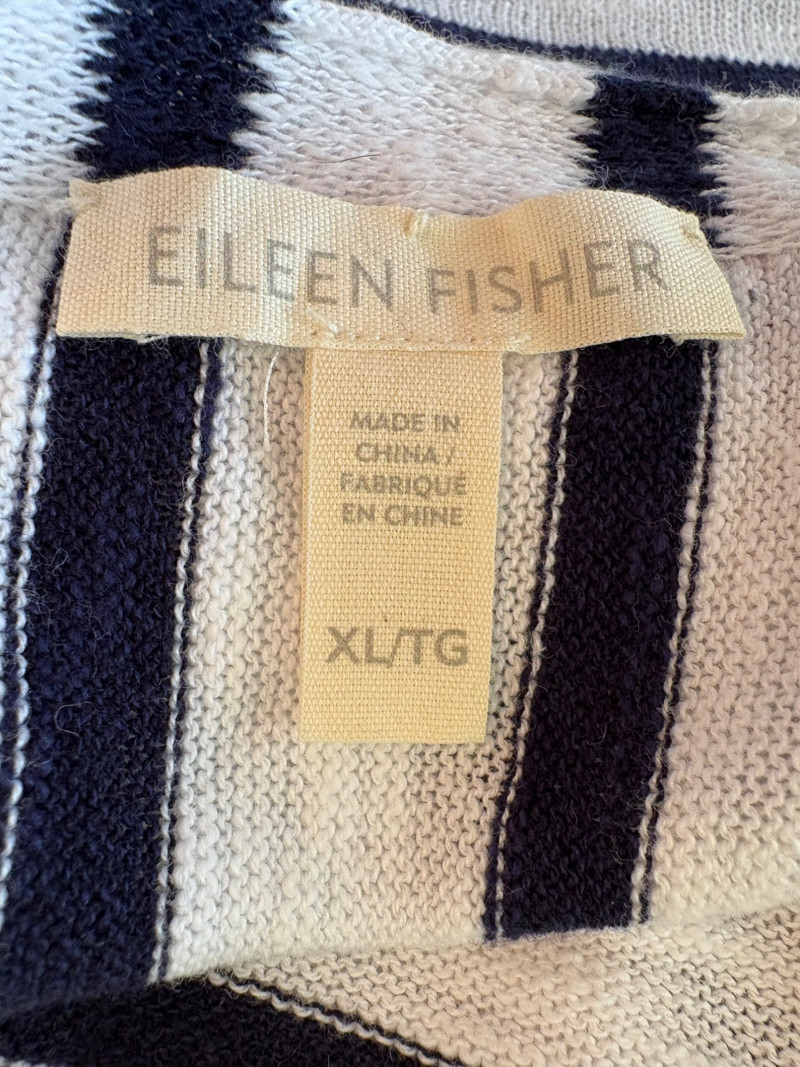 EILEEN FISHER
MADE IN
CHINA /
FABRIQUÉ
EN CHINE
XL/TG